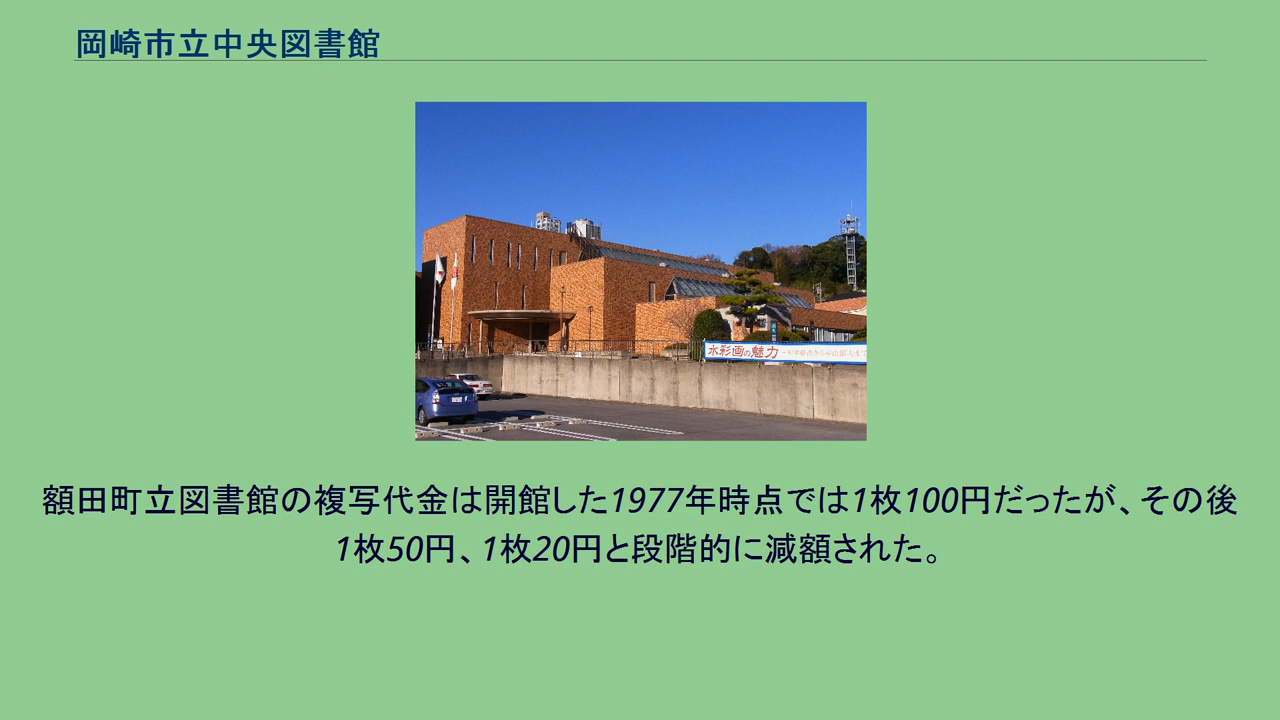 岡崎市立中央図書館
水彩画の魅力
額田町立図書館の複写代金は開館した1977年時点では1枚100円だったが、その後
1枚50円、1枚20円と段階的に減額された。